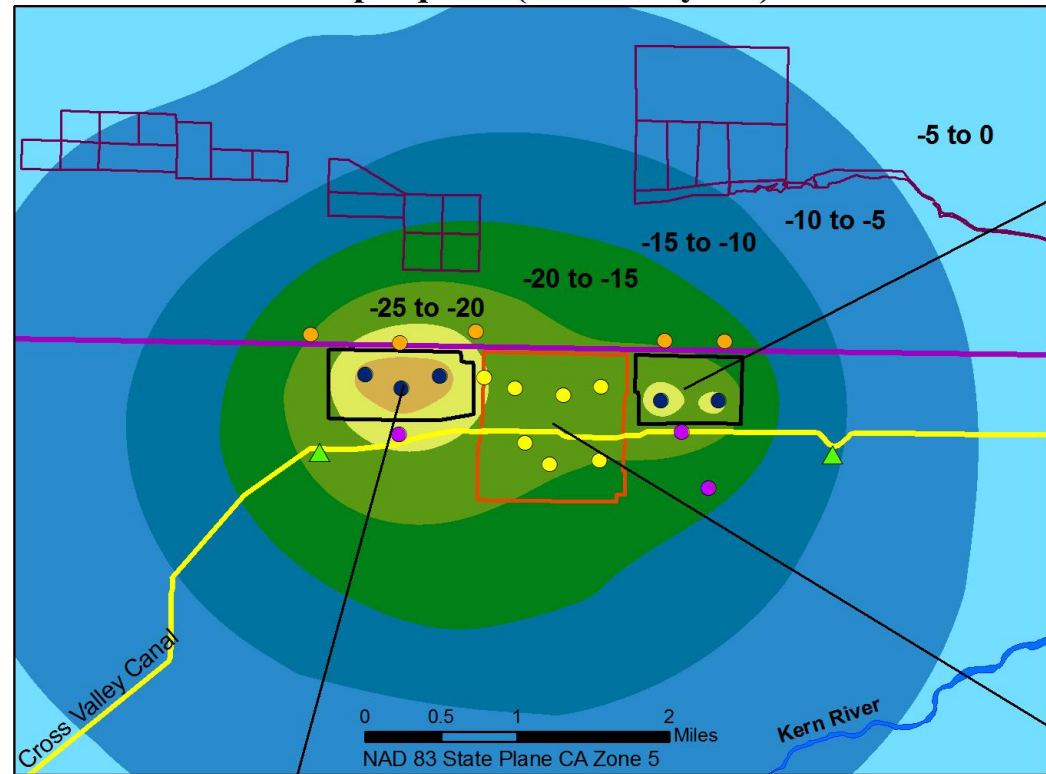 -5 to 0
-10 to -5
-15 to -10
-20 to -15
-25 to -20
Cross Valley Canal
Kern River
0 0.5 1 2
Miles
NAD 83 State Plane CA Zone 5